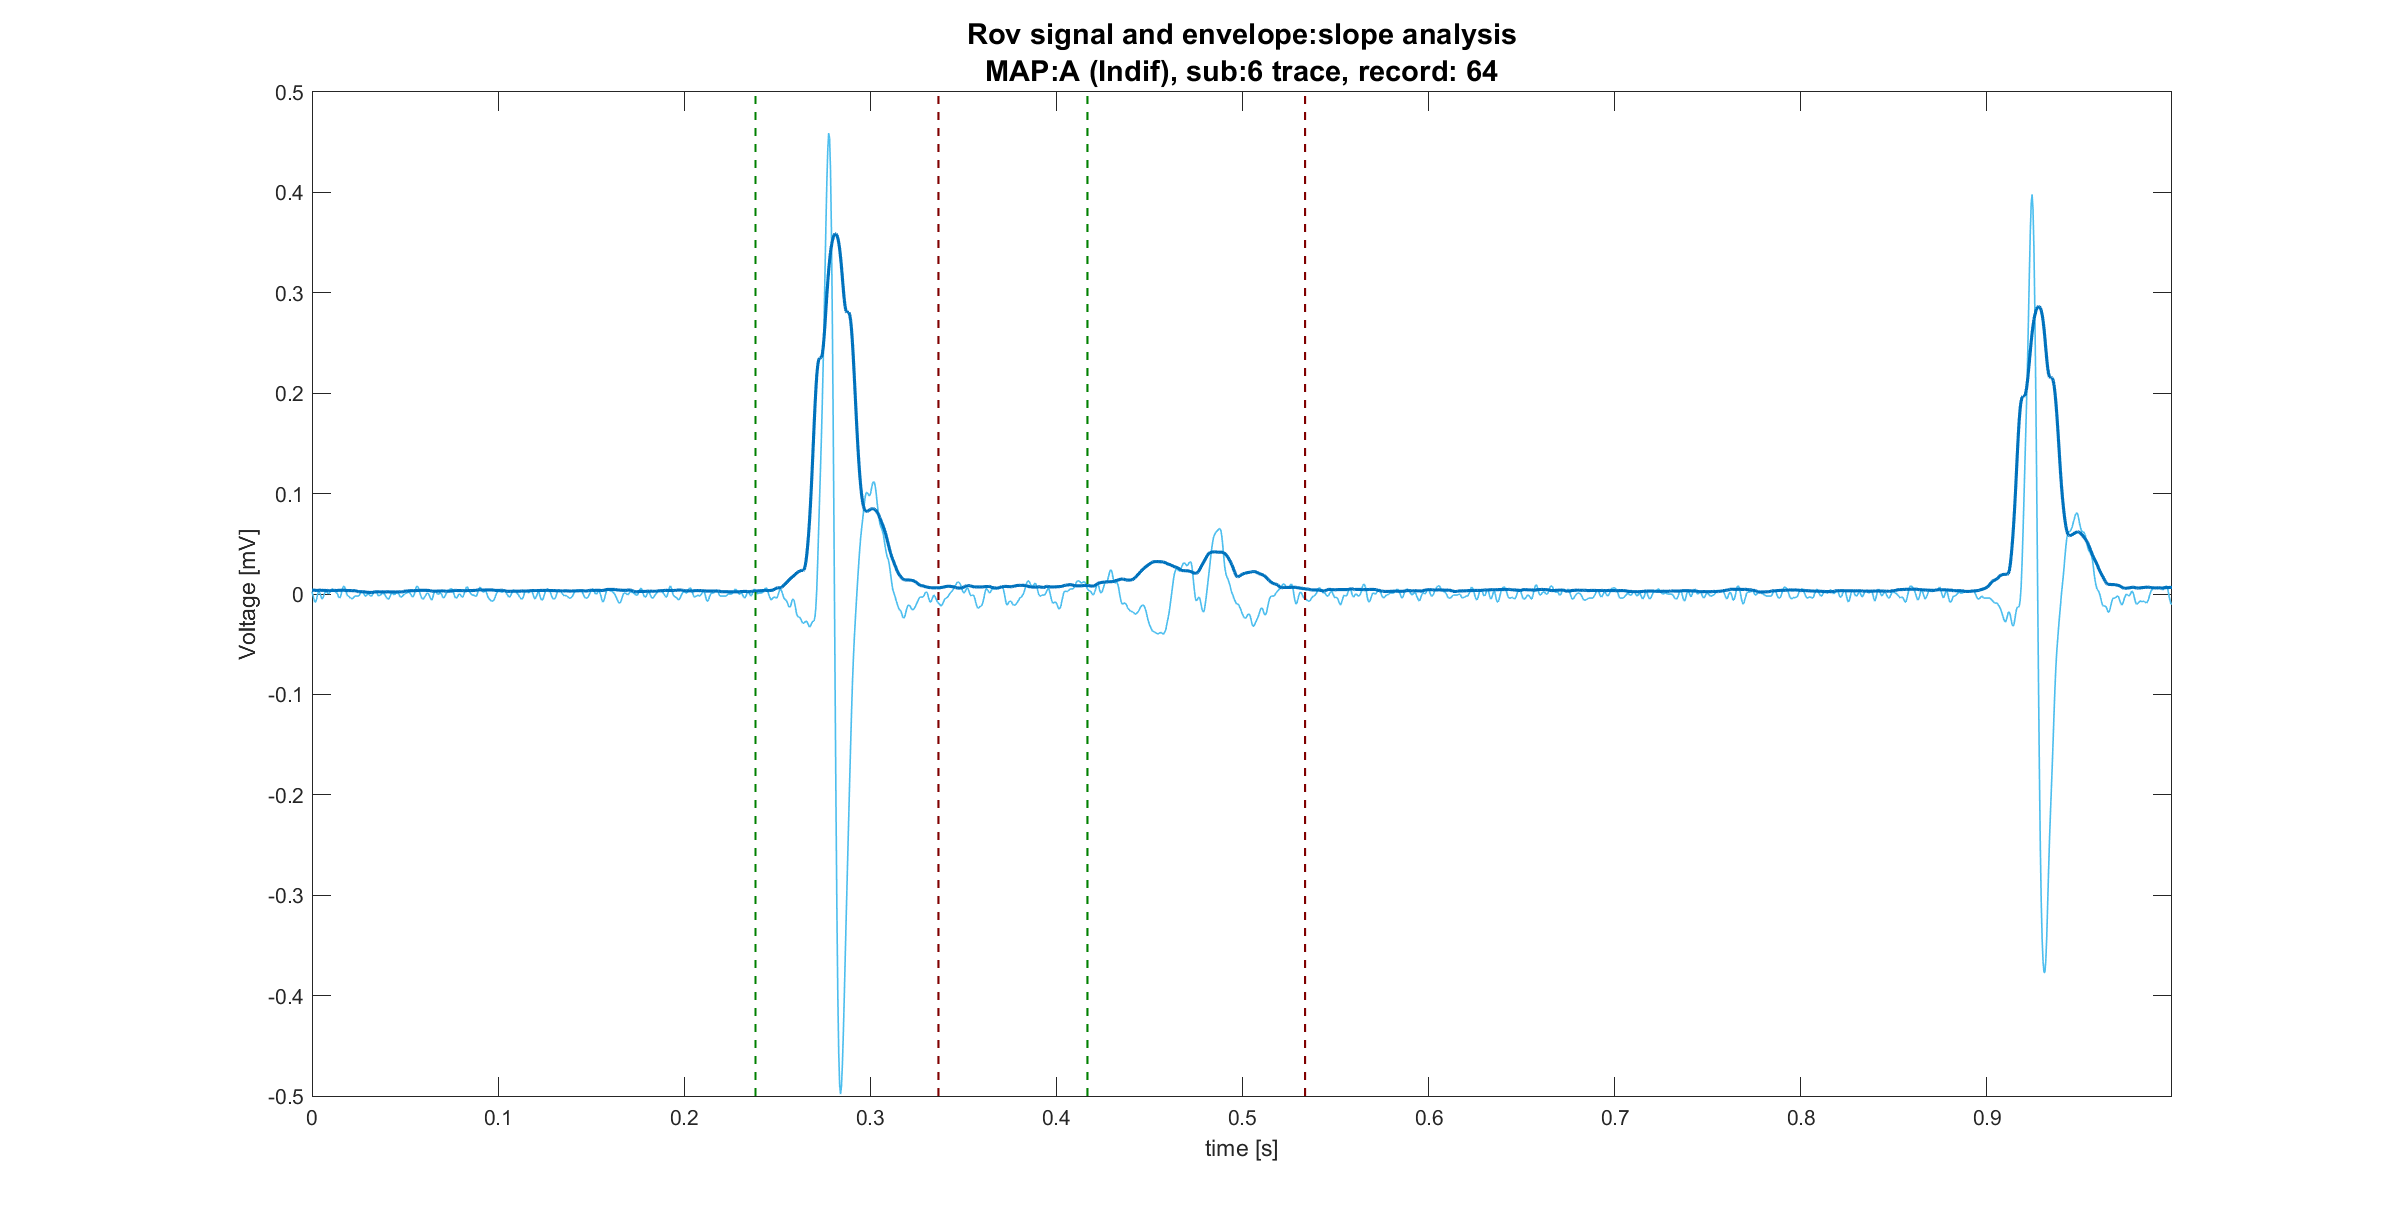 Rov signal and envelope:slope analysis
MAP:A (Indif), sub:6 trace, record: 64
0.5
0.4
0.3
0.2
0.1
0
-0.1
-0.2
-0.3
-0.4
-0.5
Voltage [mV]
0 0.1 0.2 0.3 0.4 0.5 0.6 0.7 0.8 0.9
time [s]